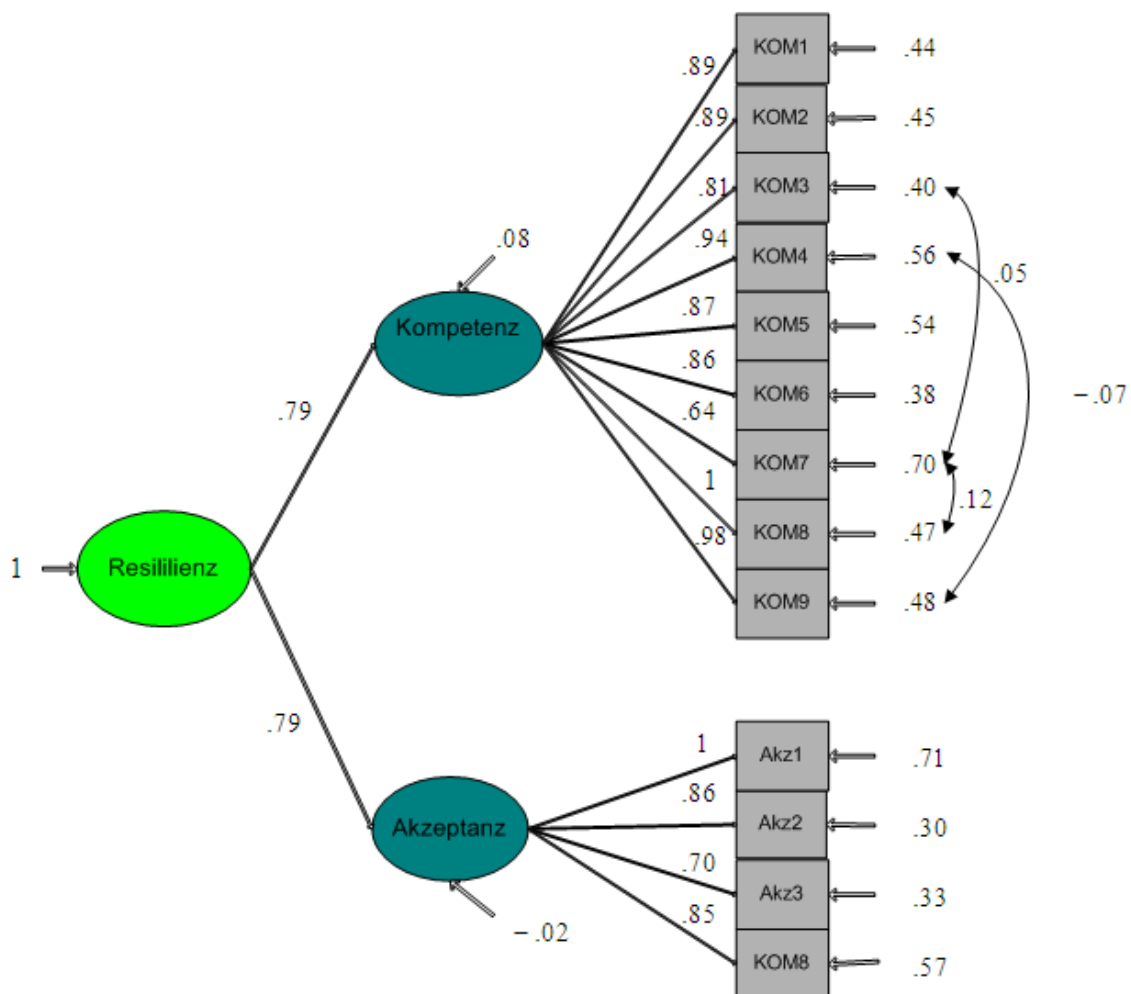 KOM1
.44
.89
KOM2
.45
.89
KOM3
.40
.81
KOM4
.56
.94
.08
.05
KOM5
.54
.87
Kompetenz
KOM6
.38
.86
−.07
.79
.64
KOM7
.70
1
.12
KOM8
.47
.98
Resililienz
1
KOM9
.48
.79
1
Akz1
.71
.86
Akzeptanz
Akz2
.30
.70
Akz3
.33
.85
−.02
KOM8
.57